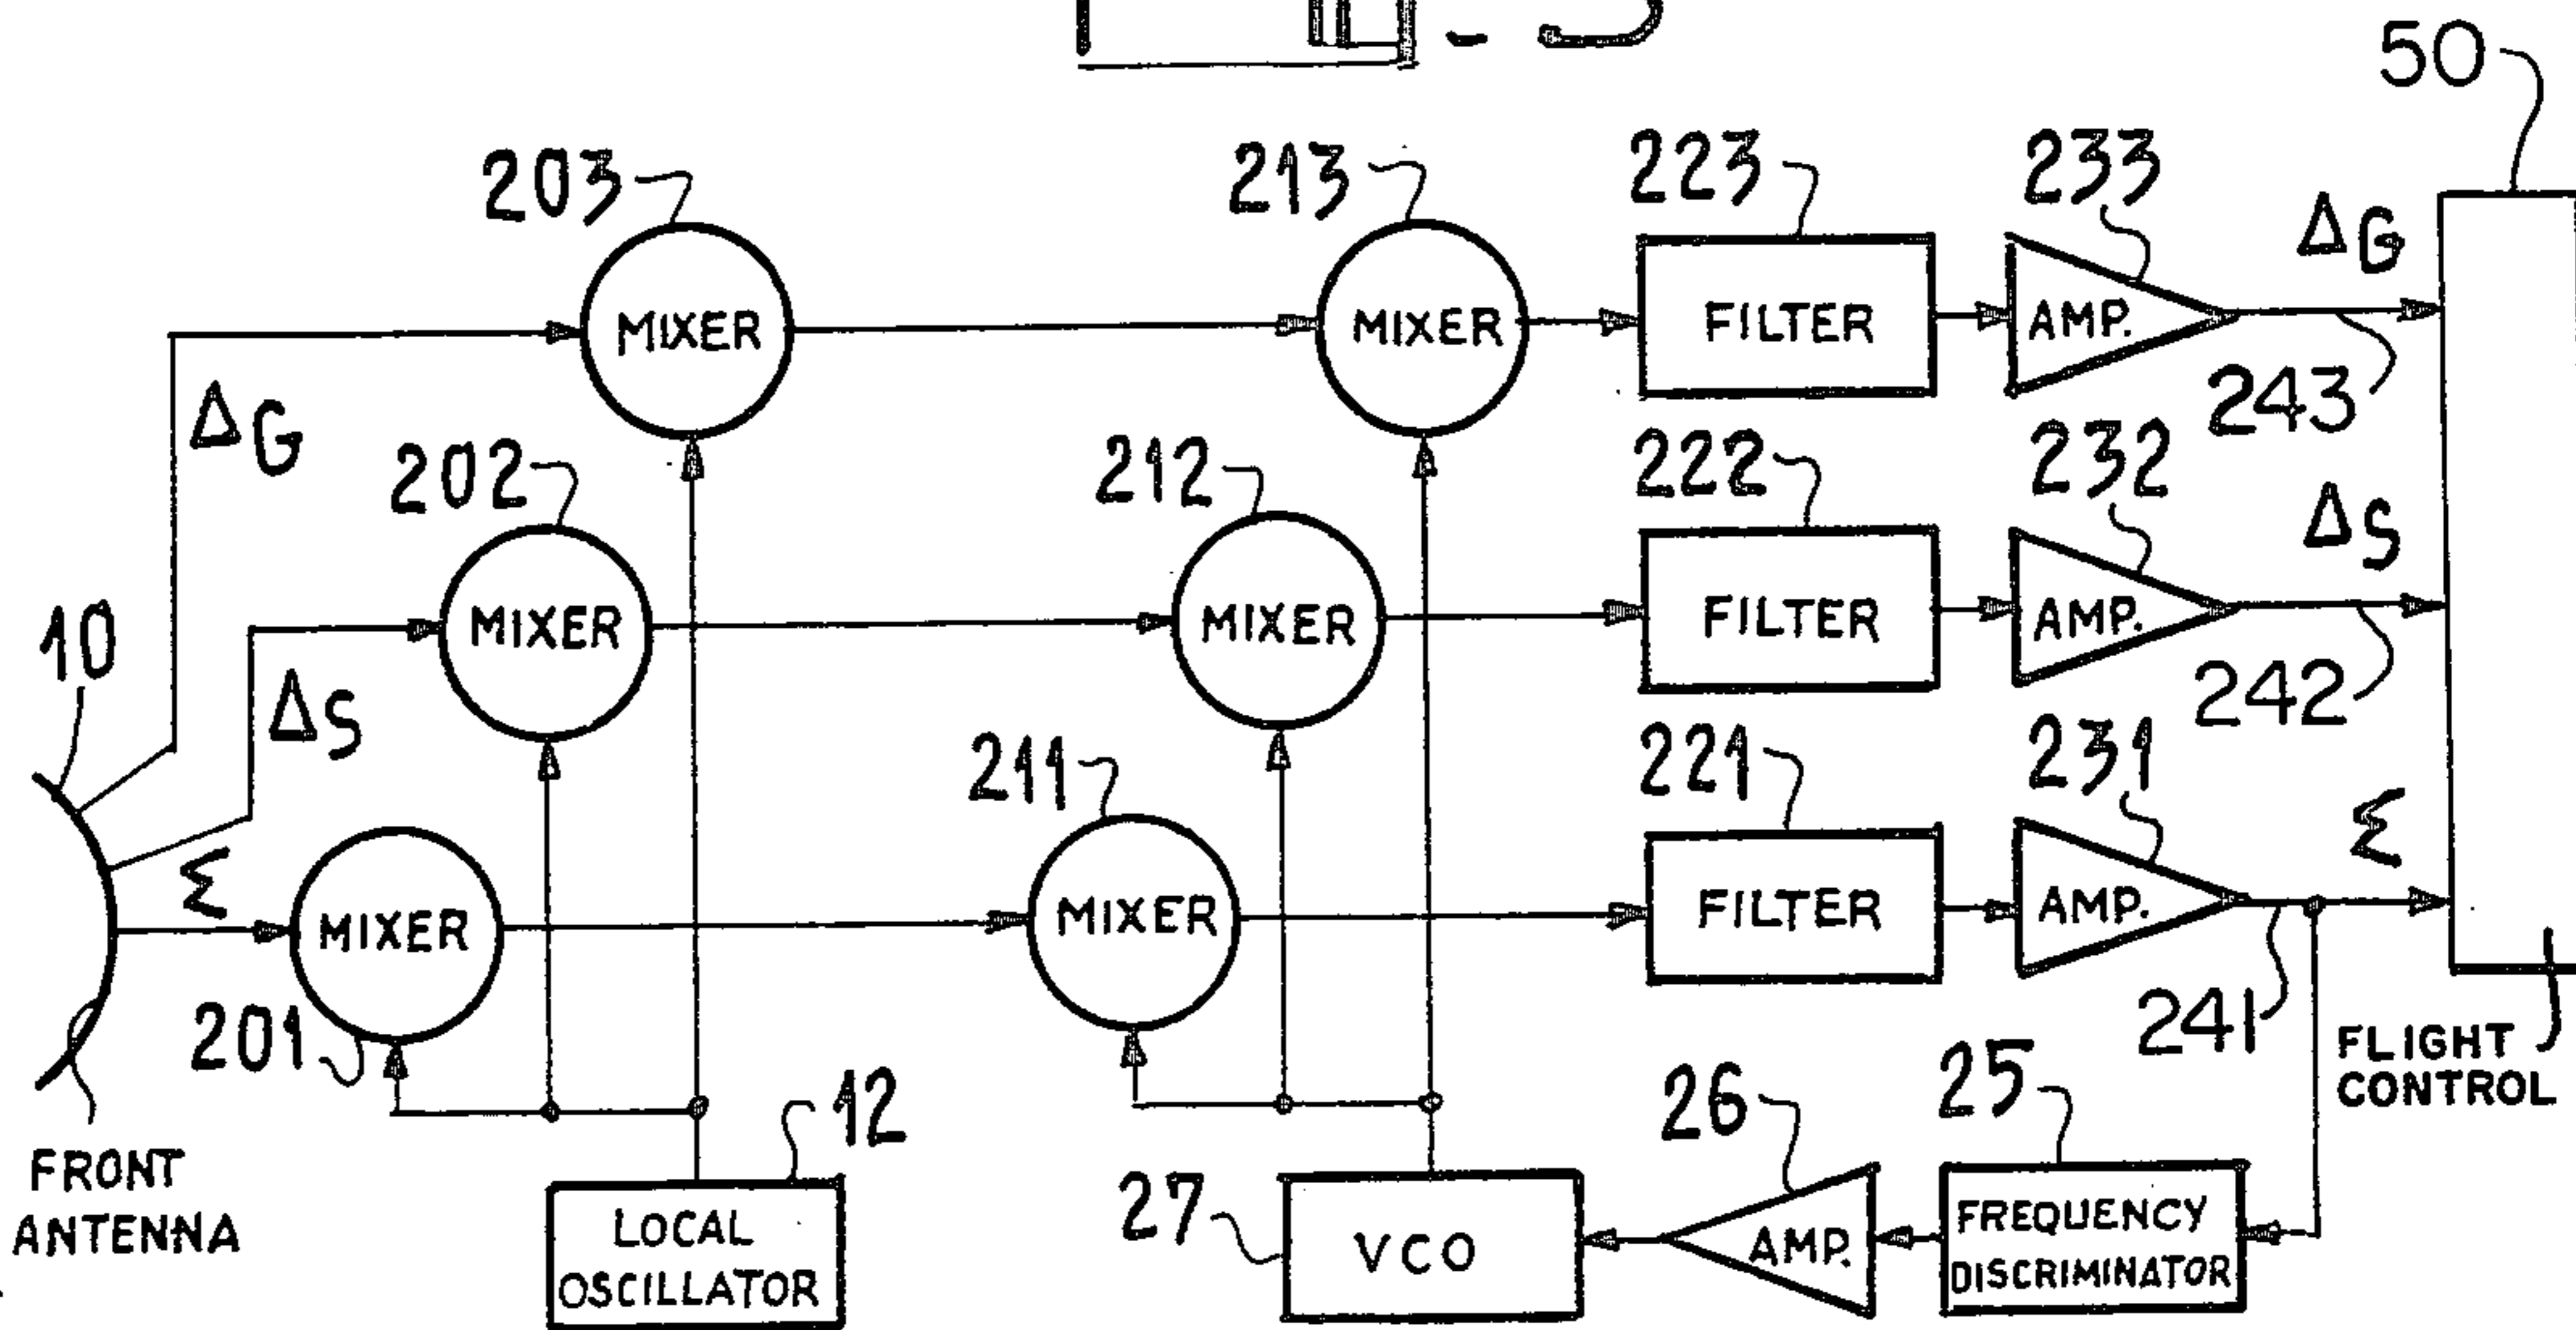 50
203
213
223
233
ΔG
MIXER
MIXER
FILTER
AMP.
ΔG
243
202
212
222
232
ΔS
10
MIXER
MIXER
FILTER
AMP.
ΔS
242
211
221
231
Σ
Σ
MIXER
MIXER
FILTER
AMP.
201
241
FLIGHT
CONTROL
12
26
25
FRONT
ANTENNA
LOCAL
OSCILLATOR
27
VCO
AMP.
FREQUENCY
DISCRIMINATOR